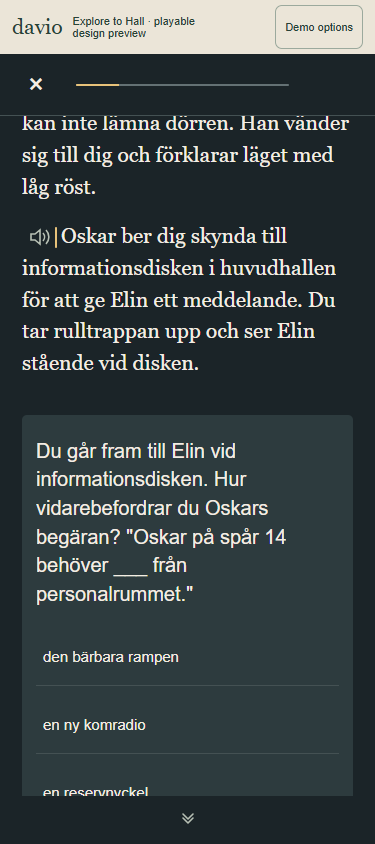 davio
Explore to Hall · playable
design preview
Demo options
kan inte lämna dörren. Han vänder
sig till dig och förklarar läget med
låg röst.
Oskar ber dig skynda till
informationsdisken i huvudhallen
för att ge Elin ett meddelande. Du
tar rulltrappan upp och ser Elin
stående vid disken.
Du går fram till Elin vid
informationsdisken. Hur
vidarebefordrar du Oskars
begäran? "Oskar på spår 14
behöver ___ från
personalrummet."
den bärbara rampen
en ny komradio
en reservnyckel